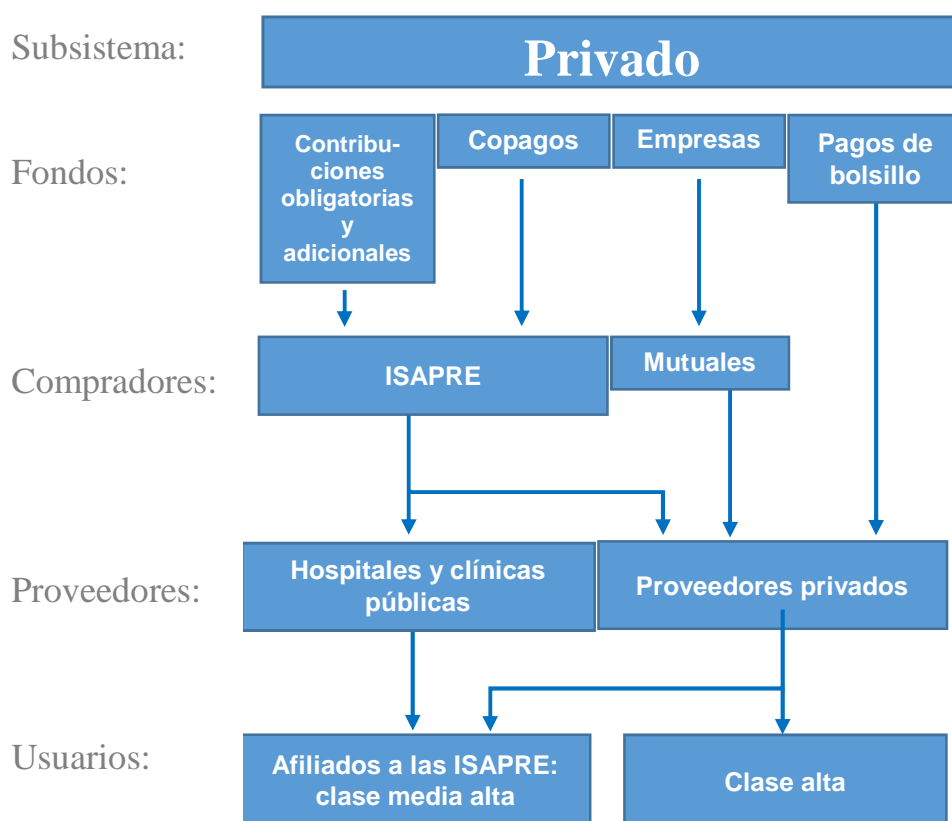 Subsistema:
Privado
Fondos:
Contribu-
ciones
obligatorias
y
adicionales
Copagos
Empresas
Pagos de
bolsillo
Compradores:
ISAPRE
Mutuales
Proveedores:
Hospitales y clínicas
públicas
Proveedores privados
Usuarios:
Afiliados a las ISAPRE:
clase media alta
Clase alta